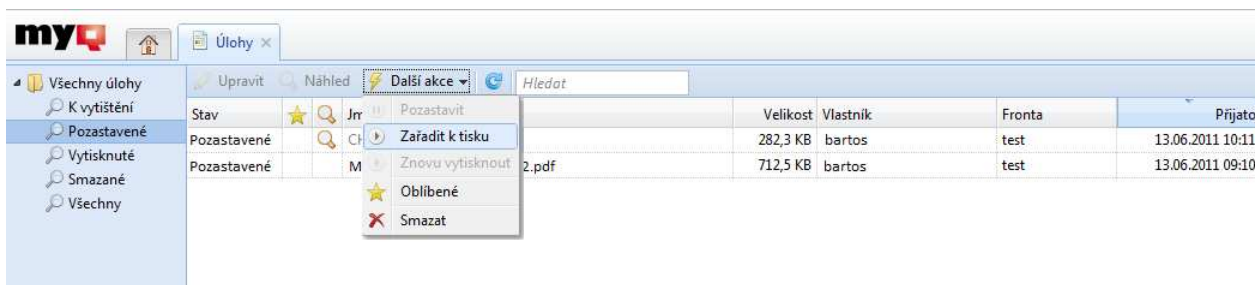 myQ
Úlohy
Všechny úlohy
K vytištění
Pozastavené
Vytisknuté
Smazané
Všechny
Upravit Náhled Další akce Hledat
Stav Velikost Vlastník Fronta Přijato
Pozastavené 282,3 KB bartos test 13.06.2011 10:11
Pozastavené 2.pdf 712,5 KB bartos test 13.06.2011 09:10
Pozastavit
Zařadit k tisku
Znovu vytisknout
Oblíbené
Smazat